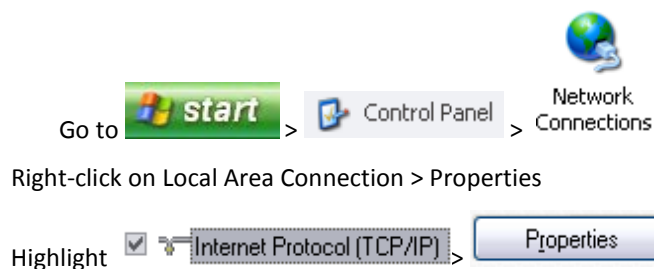 Go to start > Control Panel > Network Connections
Right-click on Local Area Connection > Properties
Highlight Internet Protocol (TCP/IP) > Properties